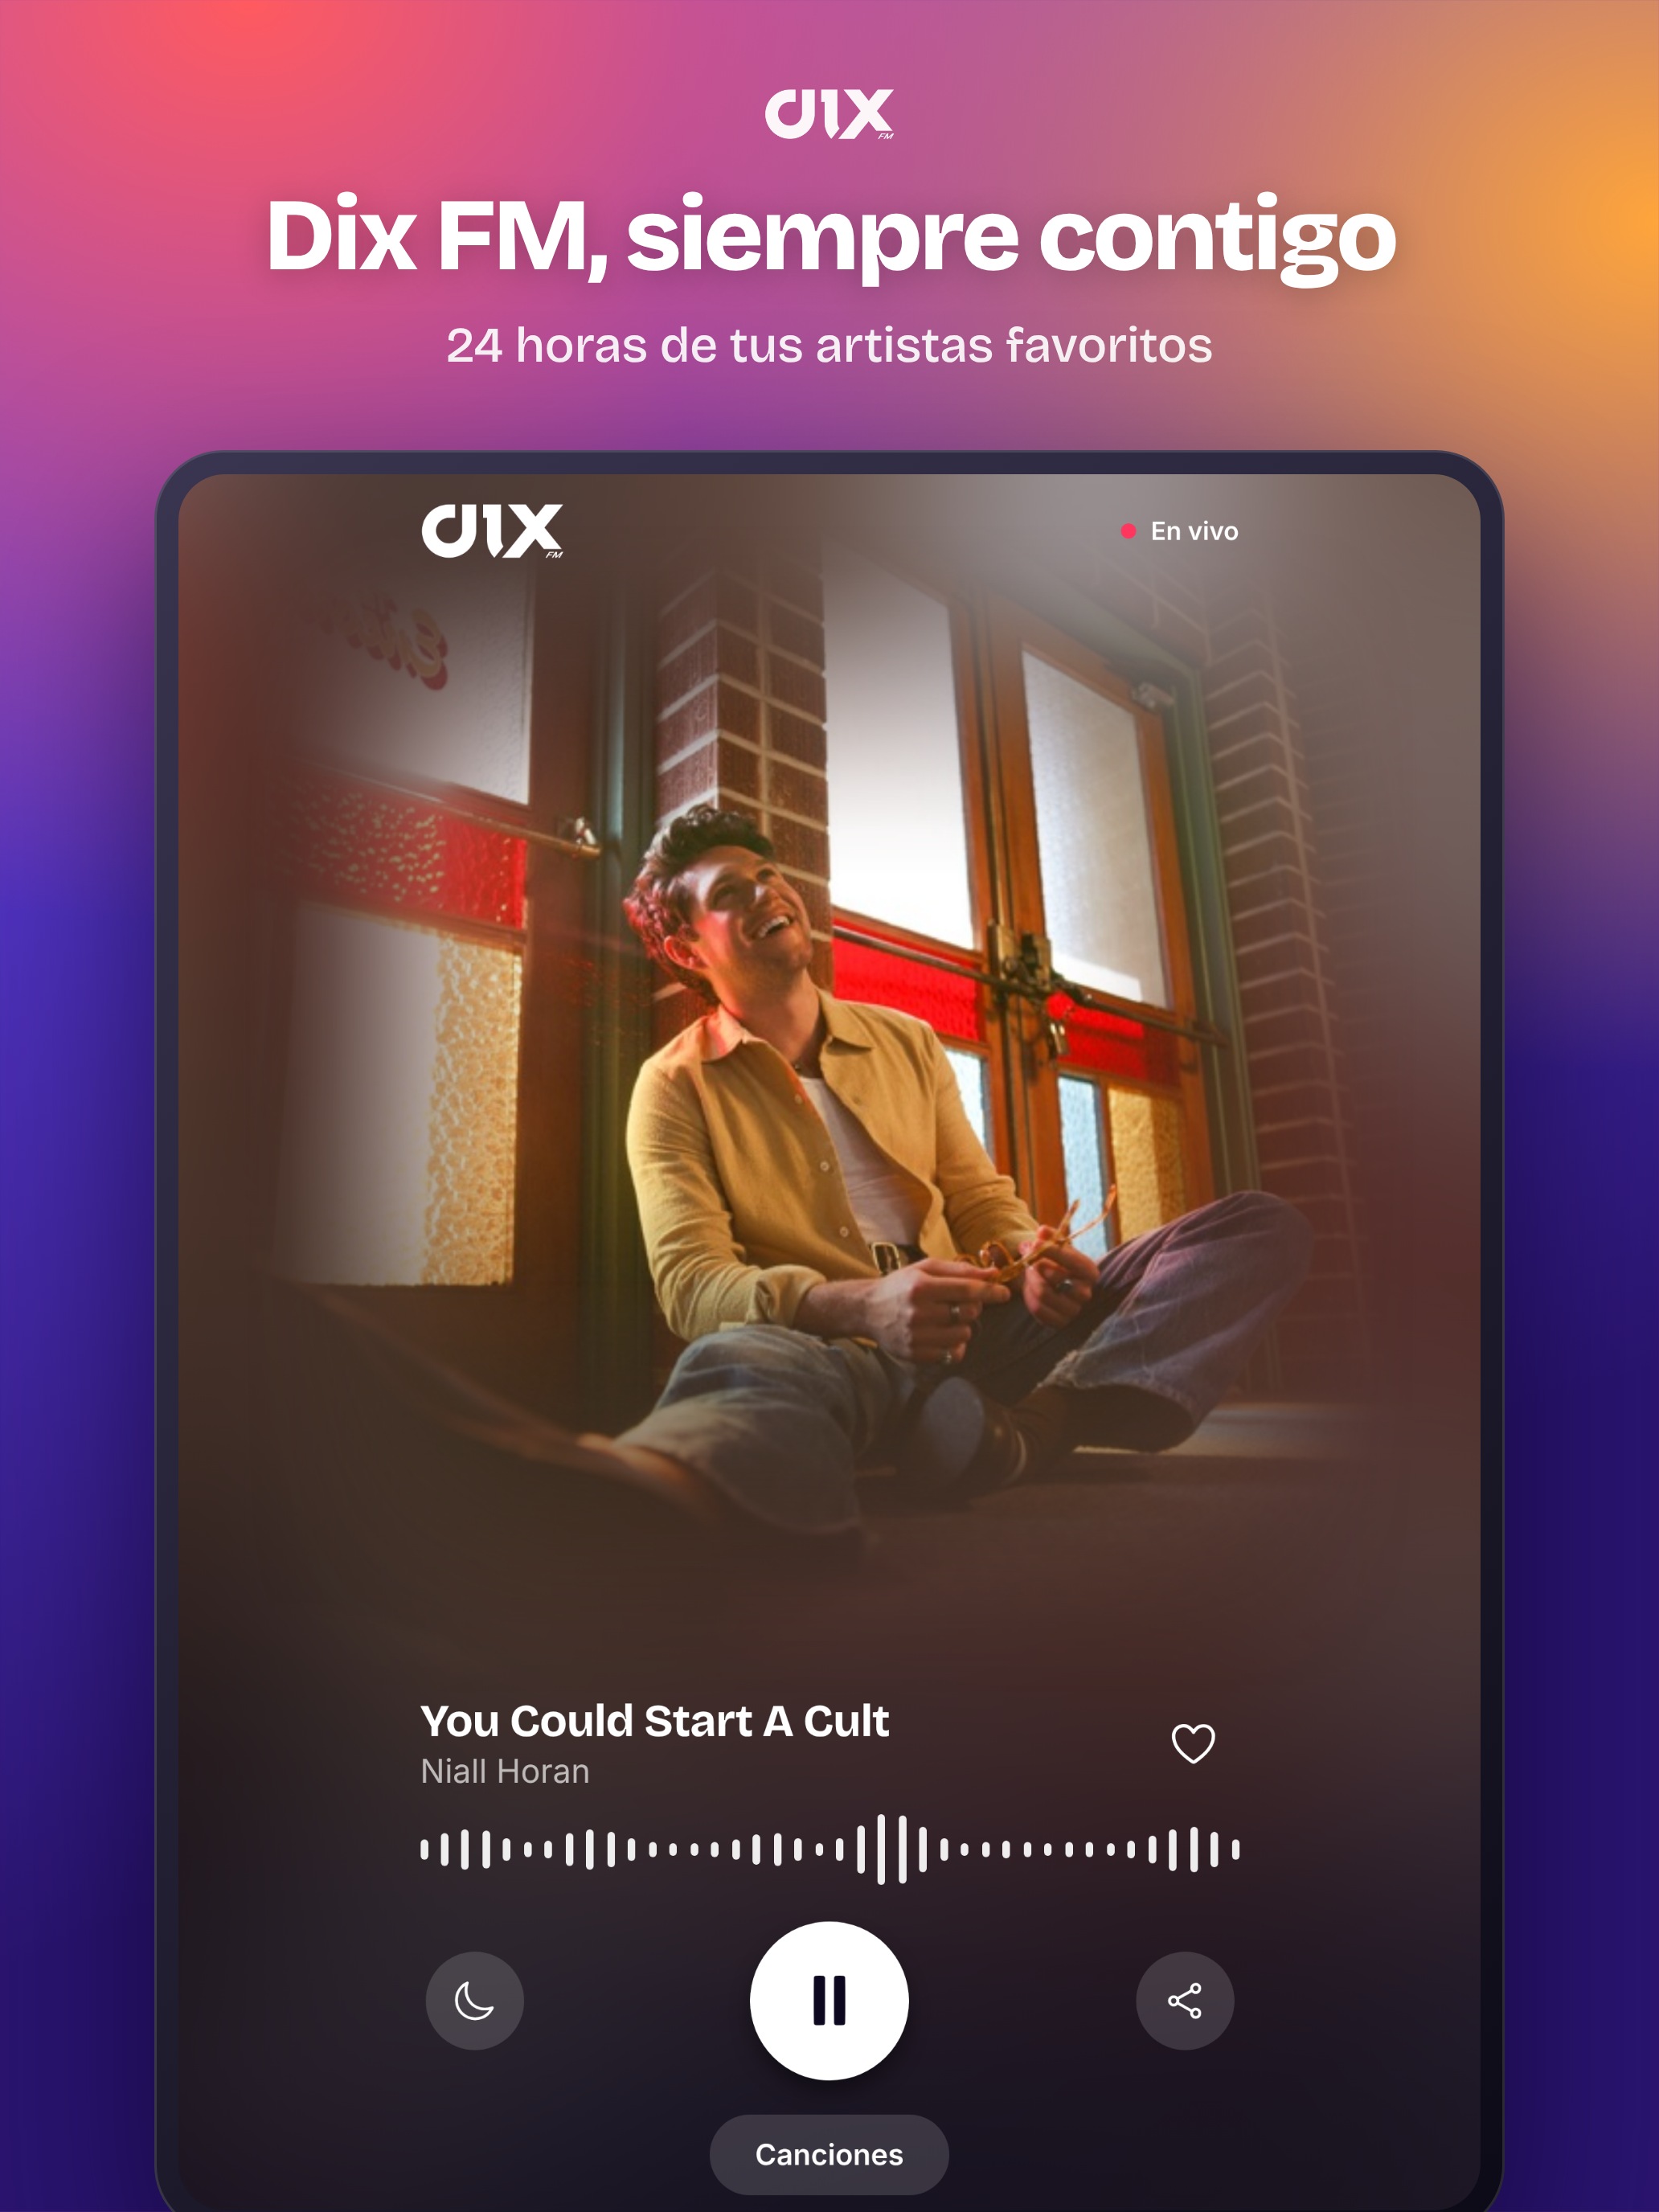 dix
FM
Dix FM, siempre contigo
24 horas de tus artistas favoritos
dix
FM
En vivo
You Could Start A Cult
Niall Horan
Canciones